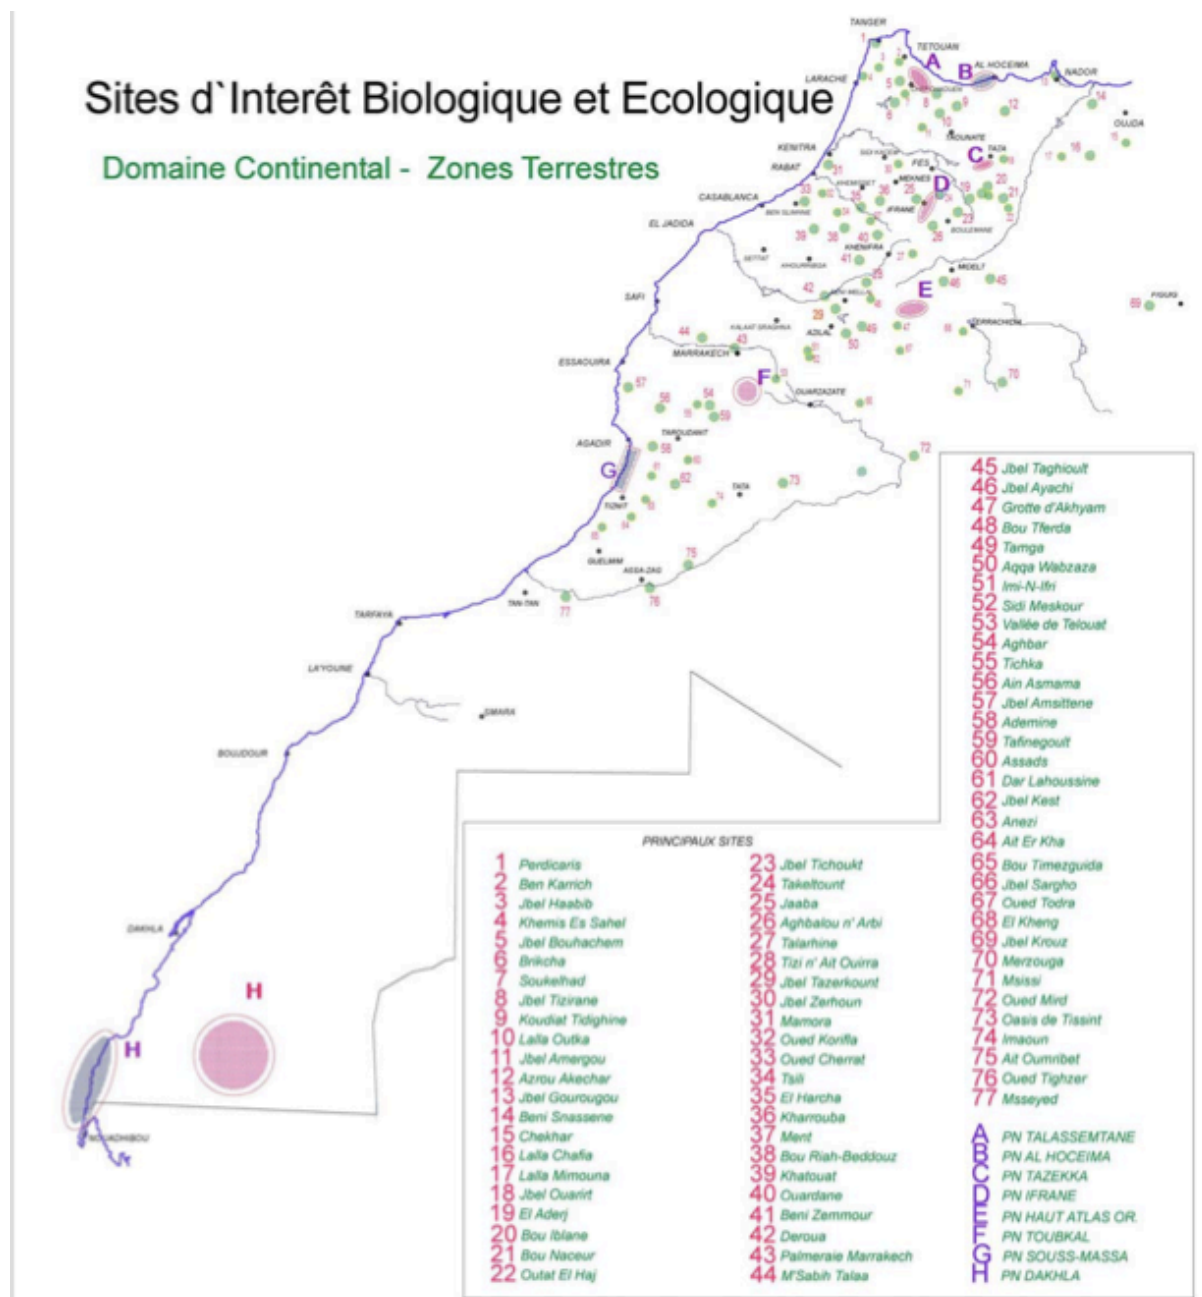 Sites d`Interêt Biologique et Ecologique
Domaine Continental - Zones Terrestres
TANGER
TETOUAN
A
B
AL HOCEIMA
NADOR
LARACHE
OUJDA
TAOUNATE
KENITRA
SIDI KACEM
FES
C
TAZA
RABAT
KHEMISSET
MEKNES
D
CASABLANCA
BEN SLIMANE
IFRANE
BOULEMANE
EL JADIDA
SETTAT
KHOURIBGA
KHENIFRA
MIDELT
E
SAFI
BENI MELLAL
FIGUIG
KALAAT SRAGHNA
AZILAL
ERRACHIDIA
MARRAKECH
ESSAOUIRA
F
OUARZAZATE
AGADIR
TAROUDANT
G
TATA
TIZNIT
GUELMIM
ASSA-ZAG
TAN-TAN
TARFAYA
LA'YOUNE
SMARA
BOUJDOUR
DAKHLA
H
H
NOUADHIBOU
PRINCIPAUX SITES
1 Perdicaris
2 Ben Karrich
3 Jbel Haabib
4 Khemis Es Sahel
5 Jbel Bouhachem
6 Brikcha
7 Soukelhad
8 Jbel Tizirane
9 Koudiat Tidighine
10 Lalla Outka
11 Jbel Amergou
12 Azrou Akechar
13 Jbel Gourougou
14 Beni Snassene
15 Chekhar
16 Lalla Chafia
17 Lalla Mimouna
18 Jbel Ouarirt
19 El Aderj
20 Bou Iblane
21 Bou Naceur
22 Outat El Haj
23 Jbel Tichoukt
24 Takeltount
25 Jaaba
26 Aghbalou n' Arbi
27 Talarhine
28 Tizi n' Ait Ouirra
29 Jbel Tazerkount
30 Jbel Zerhoun
31 Mamora
32 Oued Korifla
33 Oued Cherrat
34 Tsili
35 El Harcha
36 Kharrouba
37 Ment
38 Bou Riah-Beddouz
39 Khatouat
40 Ouardane
41 Beni Zemmour
42 Deroua
43 Palmeraie Marrakech
44 M'Sabih Talaa
45 Jbel Taghioult
46 Jbel Ayachi
47 Grotte d'Akhyam
48 Bou Tferda
49 Tamga
50 Aqqa Wabzaza
51 Imi-N-Ifri
52 Sidi Meskour
53 Vallée de Telouat
54 Aghbar
55 Tichka
56 Ain Asmama
57 Jbel Amsittene
58 Ademine
59 Tafinegoult
60 Assads
61 Dar Lahoussine
62 Jbel Kest
63 Anezi
64 Ait Er Kha
65 Bou Timezguida
66 Jbel Sargho
67 Oued Todra
68 El Kheng
69 Jbel Krouz
70 Merzouga
71 Msissi
72 Oued Mird
73 Oasis de Tissint
74 Imaoun
75 Ait Oumribet
76 Oued Tighzer
77 Msseyed
A PN TALASSEMTANE
B PN AL HOCEIMA
C PN TAZEKKA
D PN IFRANE
E PN HAUT ATLAS OR.
F PN TOUBKAL
G PN SOUSS-MASSA
H PN DAKHLA